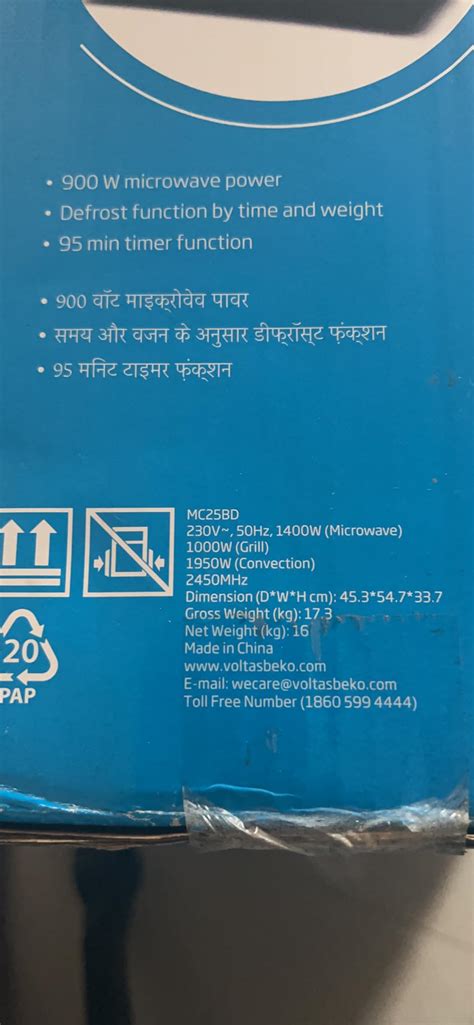 • 900 W microwave power
• Defrost function by time and weight
• 95 min timer function
• 900 वॉट माइक्रोवेव पावर
• समय और वजन के अनुसार डीफ्रॉस्ट फ़ंक्शन
• 95 मनिट टाइमर फ़ंक्शन
MC25BD
230V~, 50Hz, 1400W (Microwave)
1000W (Grill)
1950W (Convection)
2450MHz
Dimension (D*W*H cm): 45.3*54.7*33.7
Gross Weight (kg): 17.3
Net Weight (kg): 16
Made in China
www.voltasbeko.com
E-mail: wecare@voltasbeko.com
Toll Free Number (1860 599 4444)
20
PAP